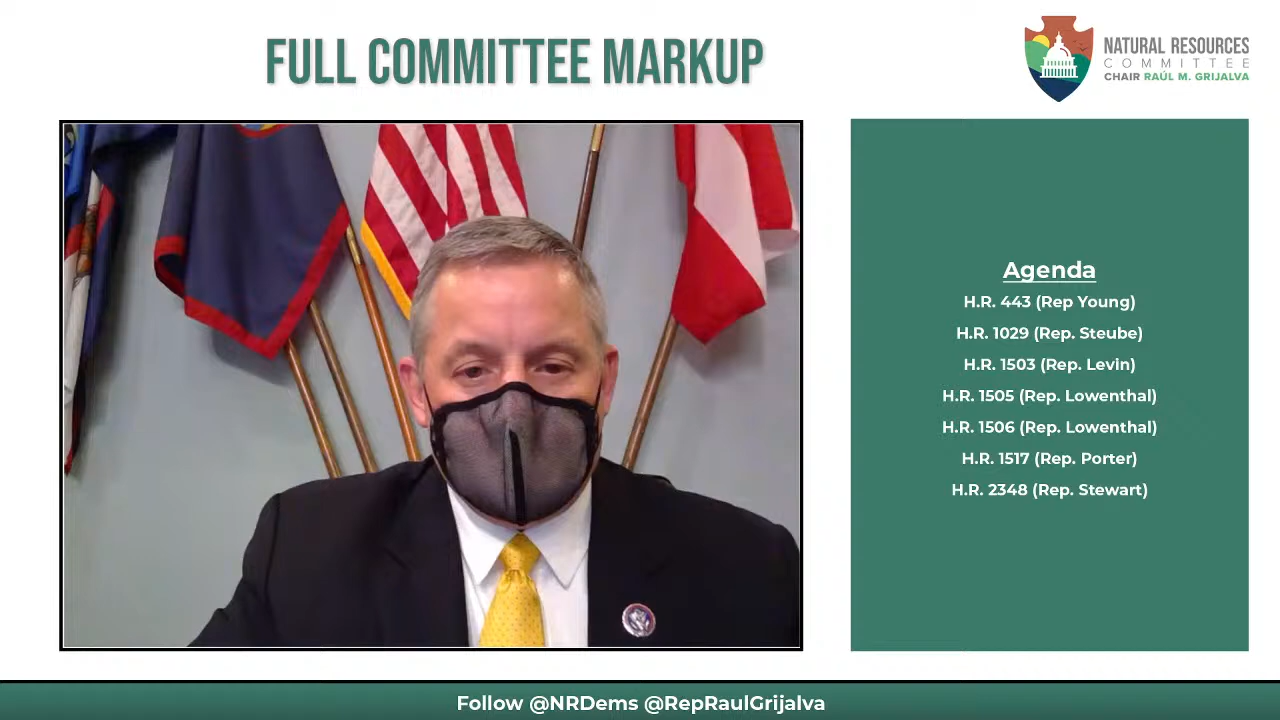 FULL COMMITTEE MARKUP
NATURAL RESOURCES
COMMITTEE
CHAIR RAÚL M. GRIJALVA
Agenda
H.R. 443 (Rep Young)
H.R. 1029 (Rep. Steube)
H.R. 1503 (Rep. Levin)
H.R. 1505 (Rep. Lowenthal)
H.R. 1506 (Rep. Lowenthal)
H.R. 1517 (Rep. Porter)
H.R. 2348 (Rep. Stewart)
Follow @NRDems @RepRaulGrijalva